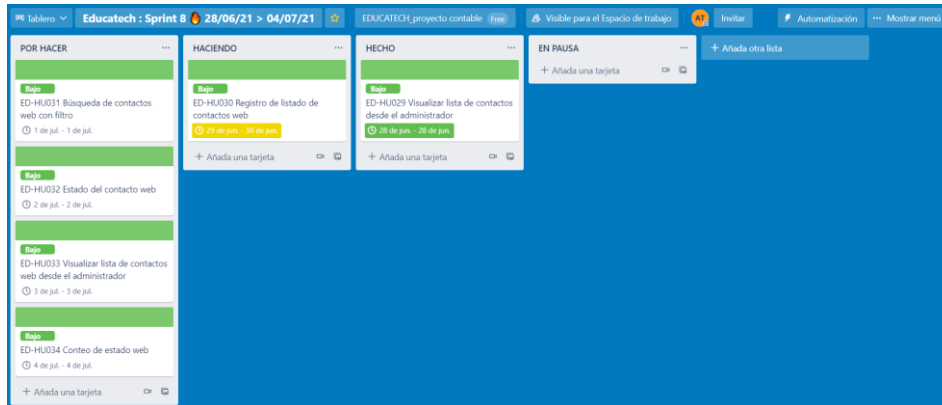 Tablero
Educatech : Sprint 8 🔥 28/06/21 > 04/07/21
EDUCATECH_proyecto contable Free
Visible para el Espacio de trabajo
AT
Invitar
Automatización
··· Mostrar menú
POR HACER ···
Bajo
ED-HU031 Búsqueda de contactos
web con filtro
1 de jul. - 1 de jul.
Bajo
ED-HU032 Estado del contacto web
2 de jul. - 2 de jul.
Bajo
ED-HU033 Visualizar lista de contactos
web desde el administrador
3 de jul. - 3 de jul.
Bajo
ED-HU034 Conteo de estado web
4 de jul. - 4 de jul.
+ Añada una tarjeta
HACIENDO ···
Bajo
ED-HU030 Registro de listado de
contactos web
29 de jun. - 30 de jun.
+ Añada una tarjeta
HECHO ···
Bajo
ED-HU029 Visualizar lista de contactos
desde el administrador
28 de jun. - 28 de jun.
+ Añada una tarjeta
EN PAUSA ···
+ Añada una tarjeta
+ Añada otra lista